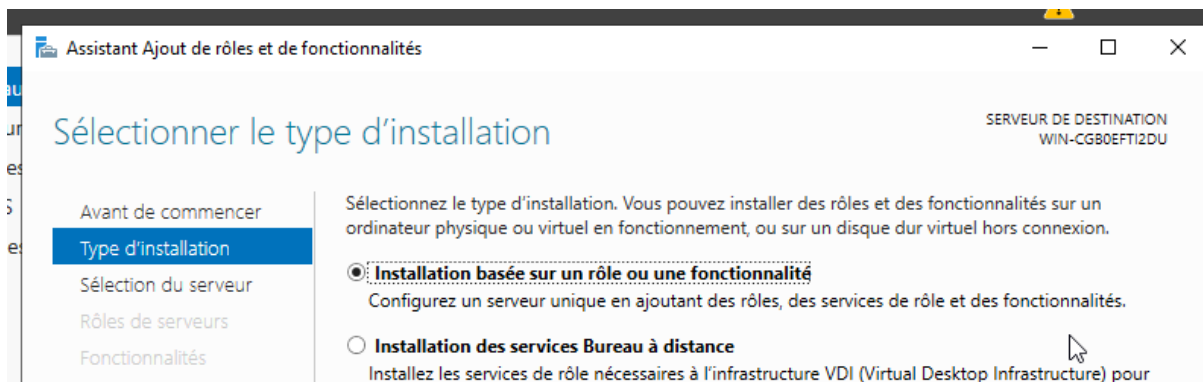 Assistant Ajout de rôles et de fonctionnalités
Sélectionner le type d’installation
SERVEUR DE DESTINATION
WIN-CGB0EFTI2DU
Avant de commencer
Type d’installation
Sélection du serveur
Rôles de serveurs
Fonctionnalités
Sélectionnez le type d’installation. Vous pouvez installer des rôles et des fonctionnalités sur un
ordinateur physique ou virtuel en fonctionnement, ou sur un disque dur virtuel hors connexion.
Installation basée sur un rôle ou une fonctionnalité
Configurez un serveur unique en ajoutant des rôles, des services de rôle et des fonctionnalités.
Installation des services Bureau à distance
Installez les services de rôle nécessaires à l’infrastructure VDI (Virtual Desktop Infrastructure) pour